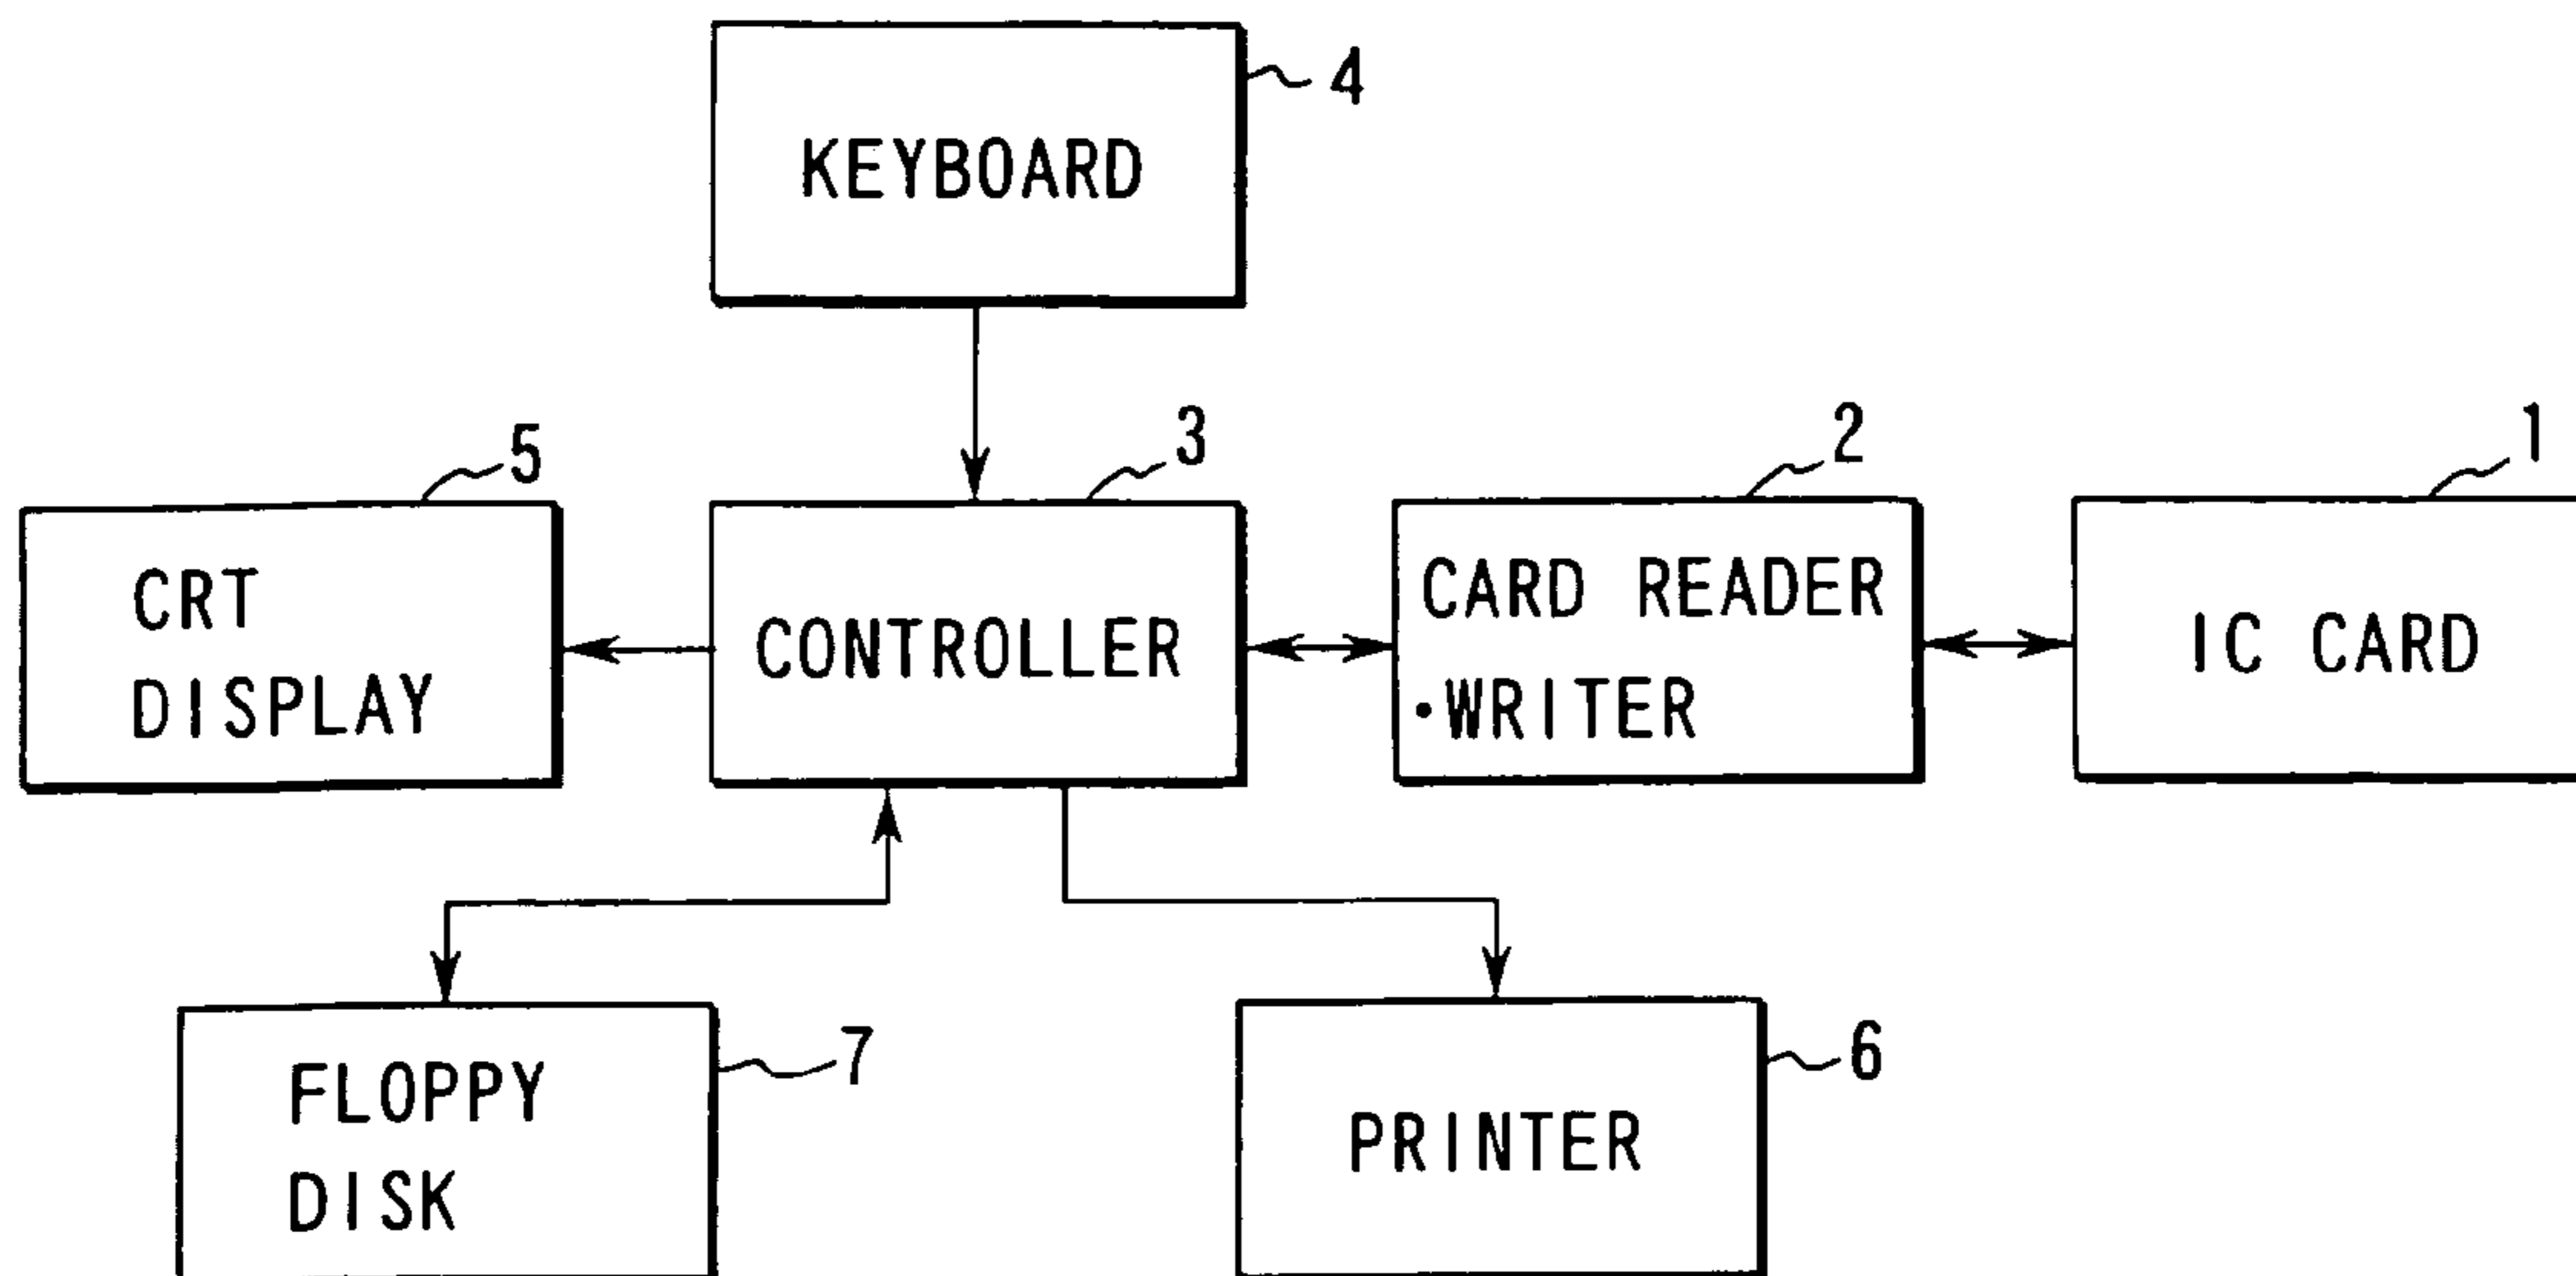 4
KEYBOARD
5
3
2
1
CRT
DISPLAY
CONTROLLER
CARD READER
•WRITER
IC CARD
7
FLOPPY
DISK
6
PRINTER